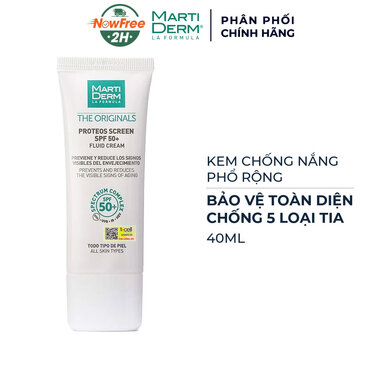 NowFree
2H
MARTI
DERM
LA FORMULA
PHÂN PHỐI
CHÍNH HÃNG
MARTI
DERM
LA FORMULA
THE ORIGINALS
PROTEOS SCREEN
SPF 50+
FLUID CREAM
PREVIENE Y REDUCE LOS SIGNOS
VISIBLES DEL ENVEJECIMIENTO
PREVENTS AND REDUCES
THE VISIBLE SIGNS OF AGING
SPECTRUM COMPLEX
SPF
50+
TODO TIPO DE PIEL
ALL SKIN TYPES
KEM CHỐNG NẮNG
PHỔ RỘNG
BẢO VỆ TOÀN DIỆN
CHỐNG 5 LOẠI TIA
40ML